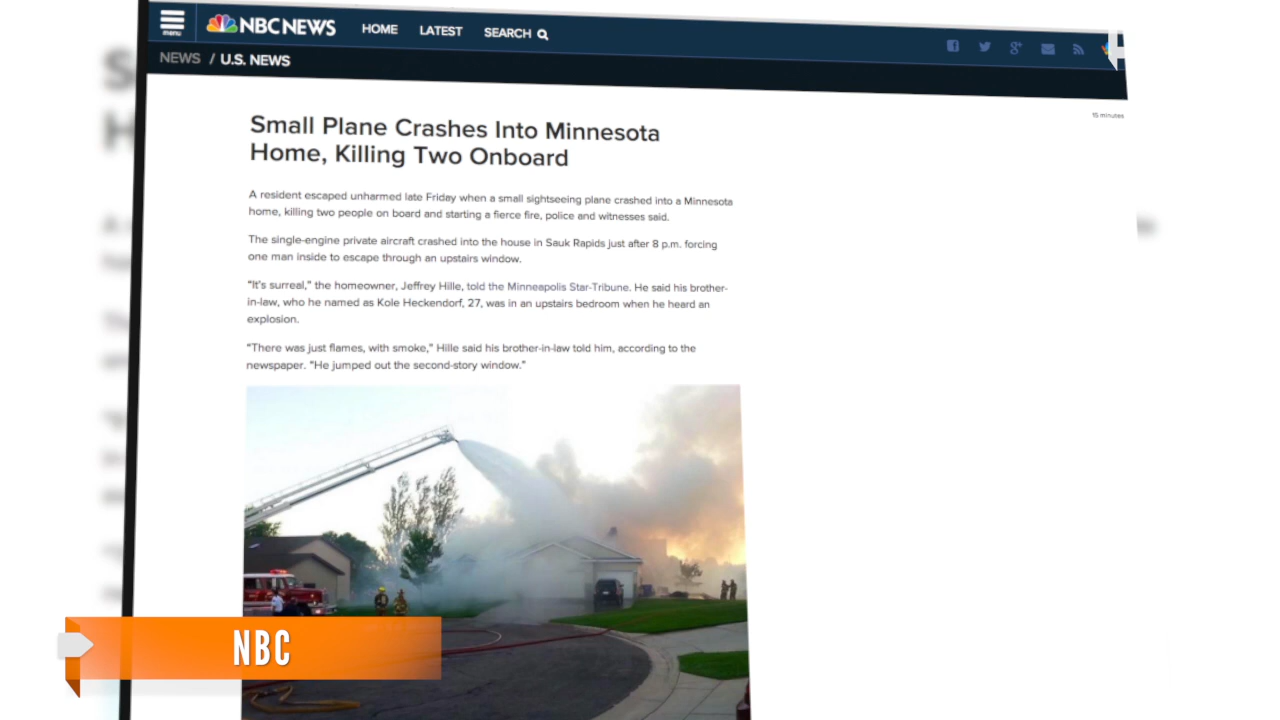 menu
NBC NEWS HOME LATEST SEARCH
NEWS / U.S. NEWS
15 minutes
Small Plane Crashes Into Minnesota
Home, Killing Two Onboard
A resident escaped unharmed late Friday when a small sightseeing plane crashed into a Minnesota
home, killing two people on board and starting a fierce fire, police and witnesses said.
The single-engine private aircraft crashed into the house in Sauk Rapids just after 8 p.m. forcing
one man inside to escape through an upstairs window.
"It's surreal," the homeowner, Jeffrey Hille, told the Minneapolis Star-Tribune. He said his brother-
in-law, who he named as Kole Heckendorf, 27, was in an upstairs bedroom when he heard an
explosion.
"There was just flames, with smoke," Hille said his brother-in-law told him, according to the
newspaper. "He jumped out the second-story window."
NBC